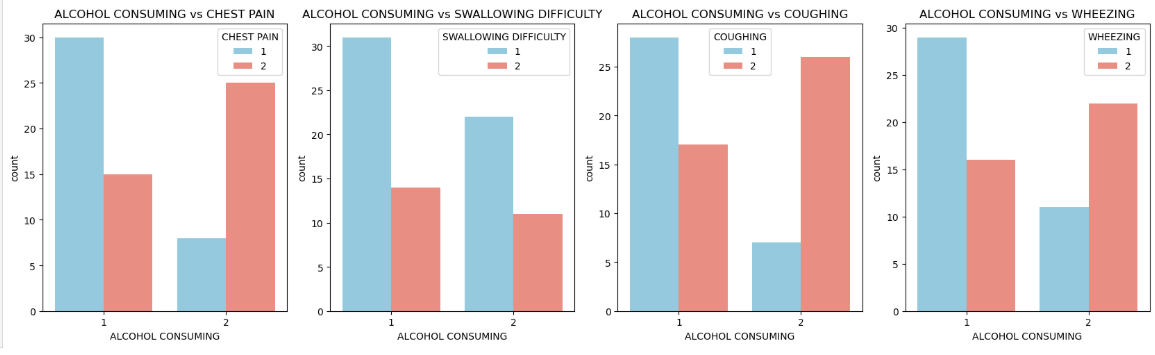 ALCOHOL CONSUMING vs CHEST PAIN
CHEST PAIN
1
2
30
25
20
15
10
5
0
count
1 2
ALCOHOL CONSUMING
ALCOHOL CONSUMING vs SWALLOWING DIFFICULTY
SWALLOWING DIFFICULTY
1
2
30
25
20
15
10
5
0
count
1 2
ALCOHOL CONSUMING
ALCOHOL CONSUMING vs COUGHING
COUGHING
1
2
25
20
15
10
5
0
count
1 2
ALCOHOL CONSUMING
ALCOHOL CONSUMING vs WHEEZING
WHEEZING
1
2
30
25
20
15
10
5
0
count
1 2
ALCOHOL CONSUMING